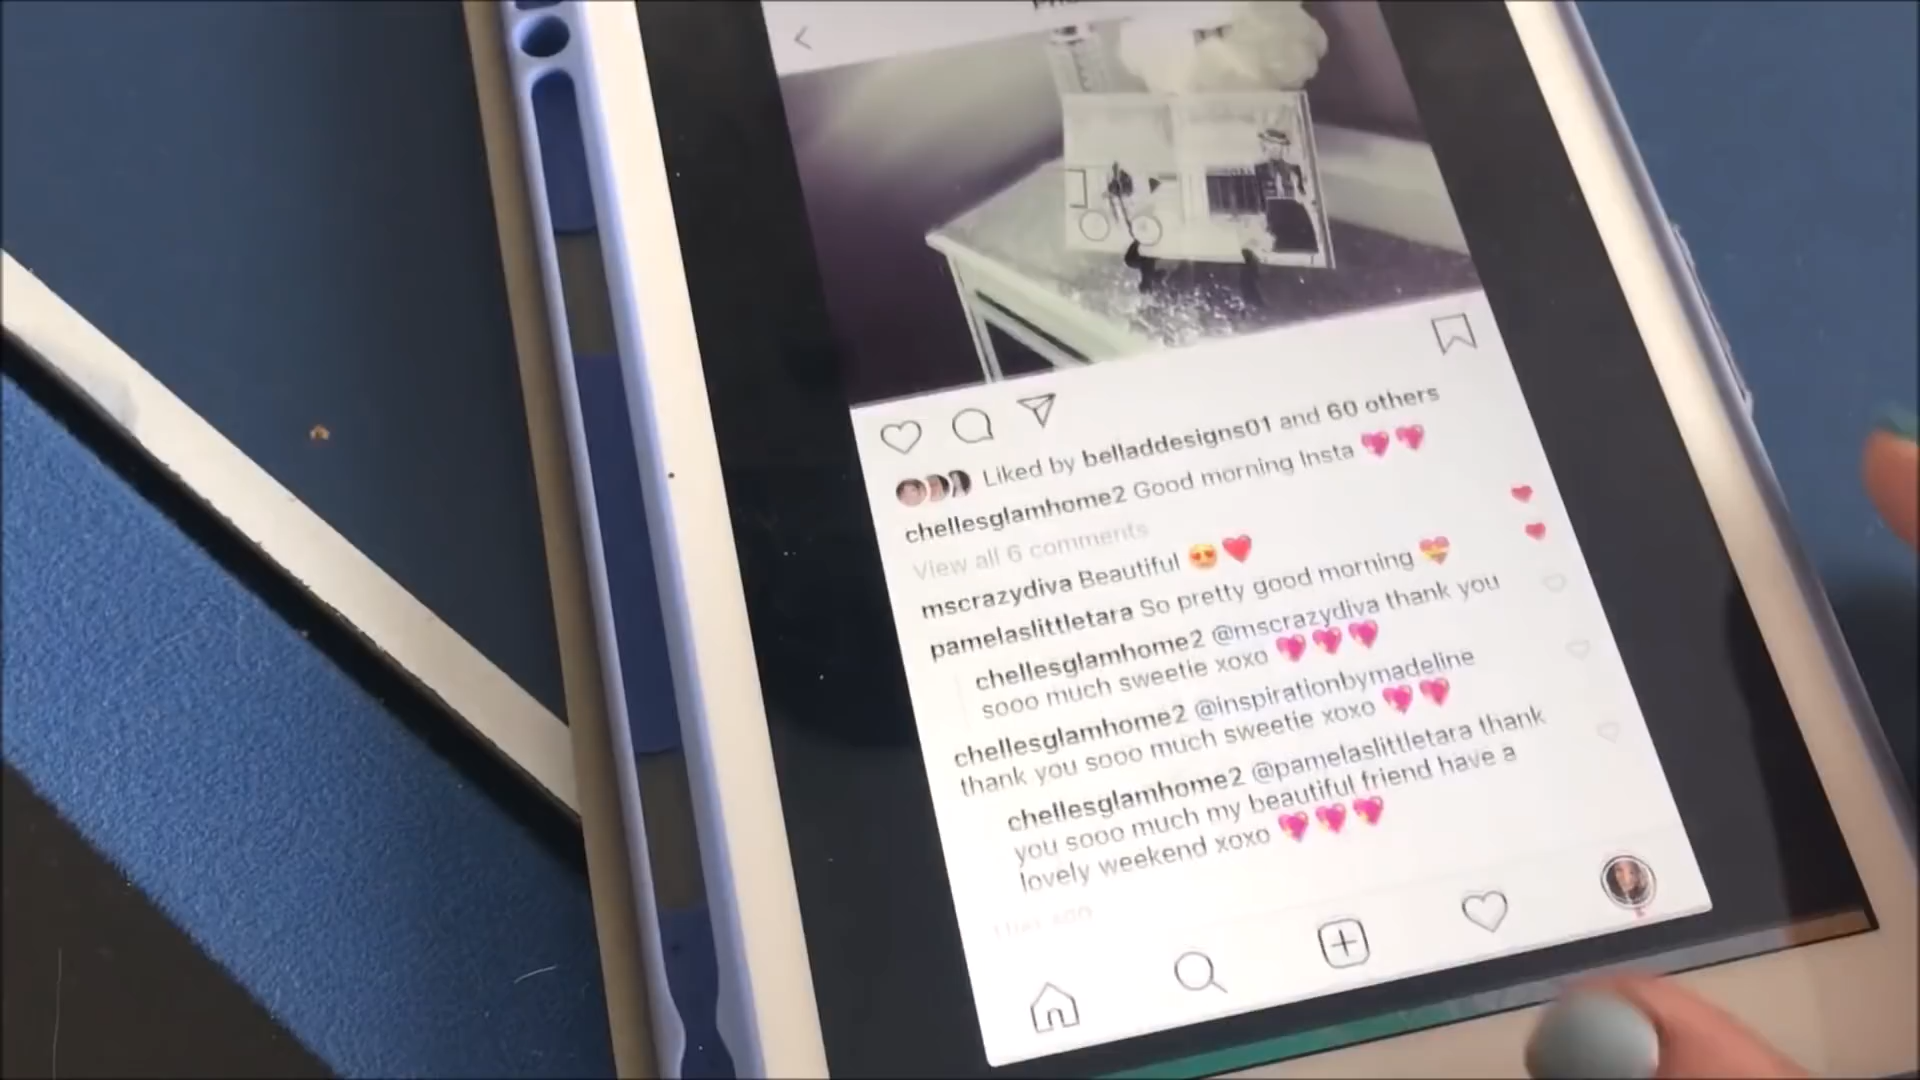 Liked by belladdesigns01 and 60 others
chellesglamhome2 Good morning Insta 💖💖
View all 6 comments
mscrazydiva Beautiful 😍❤️
pamelaslittletara So pretty good morning 💝
chellesglamhome2 @mscrazydiva thank you
sooo much sweetie xoxo 💖💖💖
chellesglamhome2 @inspirationbymadeline
thank you sooo much sweetie xoxo 💖💖
chellesglamhome2 @pamelaslittletara thank
you sooo much my beautiful friend have a
lovely weekend xoxo 💖💖💖